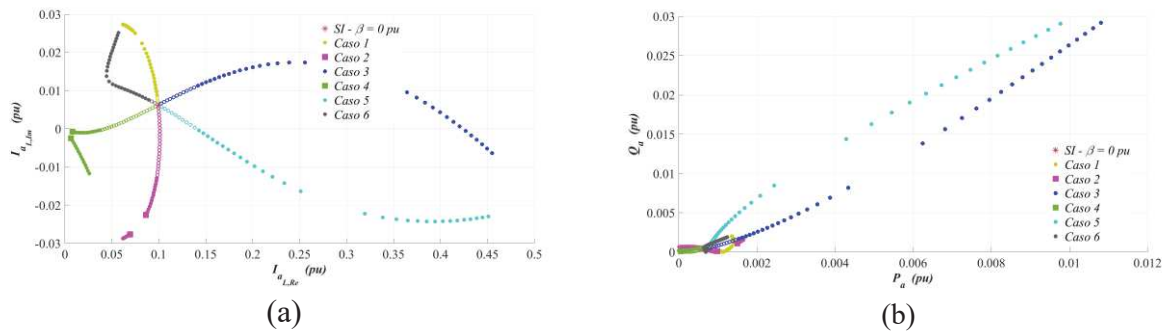 0.03
0.02
0.01
0
-0.01
-0.02
-0.03
I a L,Im (pu)
0
0.05
0.1
0.15
0.2
0.25
0.3
0.35
0.4
0.45
0.5
I a L,Re (pu)
SI - β = 0 pu
Caso 1
Caso 2
Caso 3
Caso 4
Caso 5
Caso 6
(a)
0.03
0.025
0.02
0.015
0.01
0.005
0
Q a (pu)
0
0.002
0.004
0.006
0.008
0.01
0.012
P a (pu)
SI - β = 0 pu
Caso 1
Caso 2
Caso 3
Caso 4
Caso 5
Caso 6
(b)